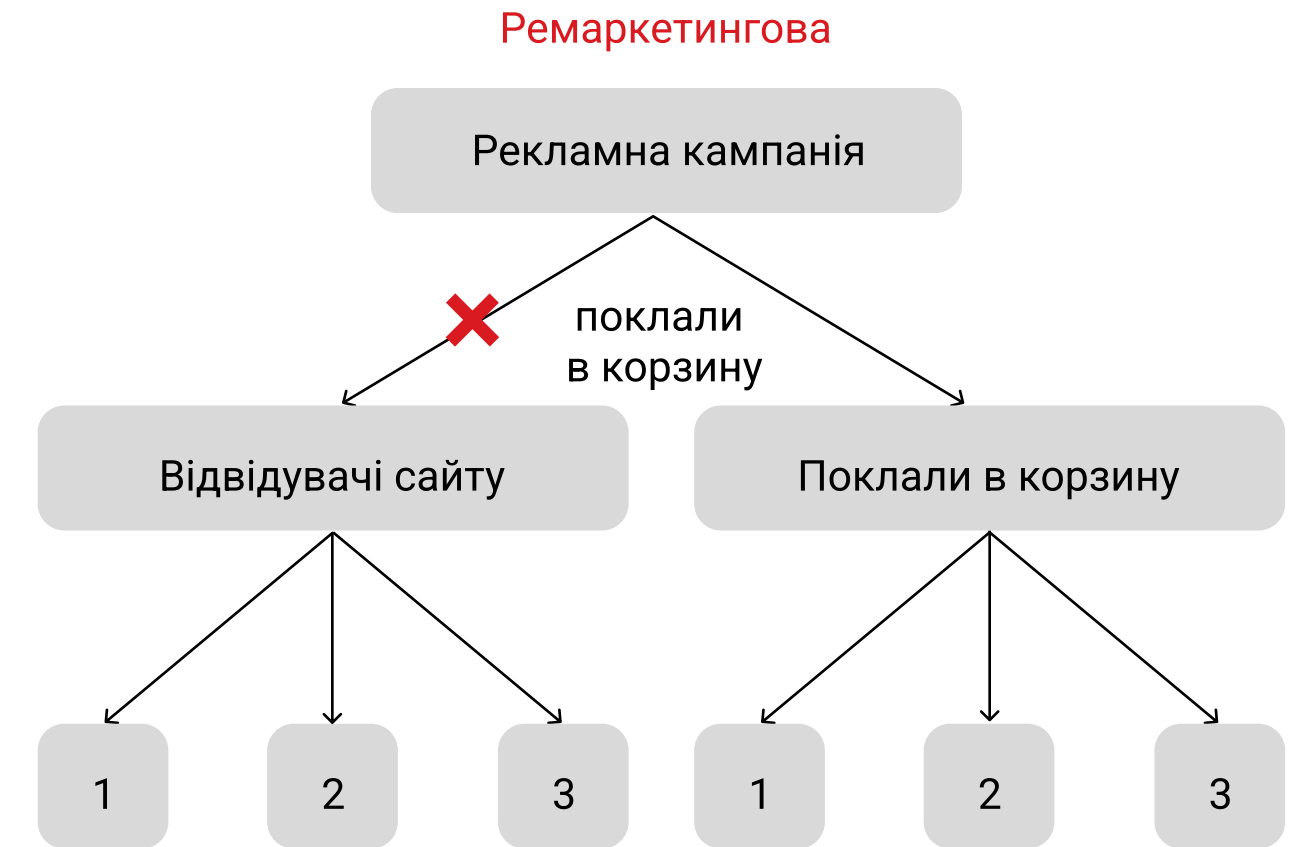 Ремаркетингова
Рекламна кампанія
поклали
в корзину
Відвідувачі сайту
Поклали в корзину
1
2
3
1
2
3